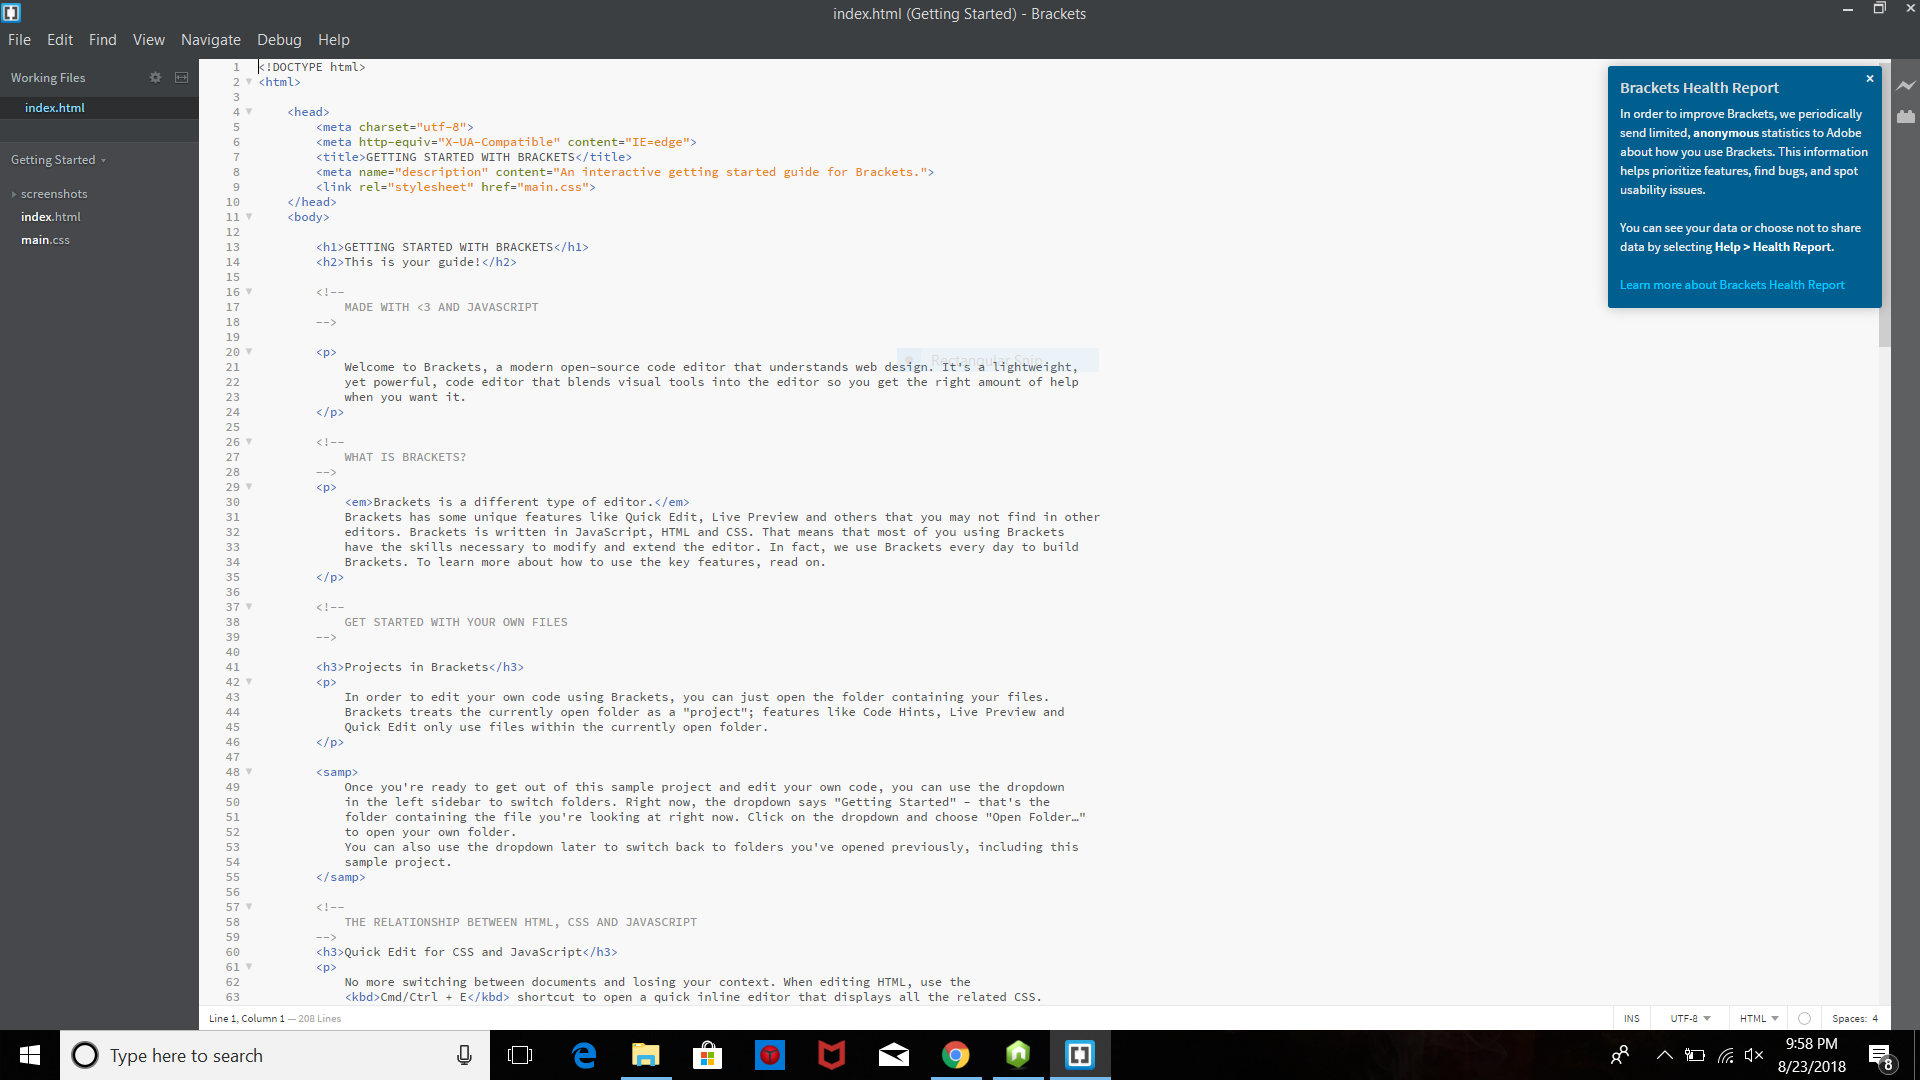 index.html (Getting Started) - Brackets
File Edit Find View Navigate Debug Help
Working Files
index.html
Getting Started
screenshots
index.html
main.css
1 <!DOCTYPE html>
2 <html>
3
4 <head>
5 <meta charset="utf-8">
6 <meta http-equiv="X-UA-Compatible" content="IE=edge">
7 <title>GETTING STARTED WITH BRACKETS</title>
8 <meta name="description" content="An interactive getting started guide for Brackets.">
9 <link rel="stylesheet" href="main.css">
10 </head>
11 <body>
12
13 <h1>GETTING STARTED WITH BRACKETS</h1>
14 <h2>This is your guide!</h2>
15
16 <!--
17 MADE WITH <3 AND JAVASCRIPT
18 -->
19
20 <p>
Rectangular Snip
21 Welcome to Brackets, a modern open-source code editor that understands web design. It's a lightweight,
22 yet powerful, code editor that blends visual tools into the editor so you get the right amount of help
23 when you want it.
24 </p>
25
26 <!--
27 WHAT IS BRACKETS?
28 -->
29 <p>
30 <em>Brackets is a different type of editor.</em>
31 Brackets has some unique features like Quick Edit, Live Preview and others that you may not find in other
32 editors. Brackets is written in JavaScript, HTML and CSS. That means that most of you using Brackets
33 have the skills necessary to modify and extend the editor. In fact, we use Brackets every day to build
34 Brackets. To learn more about how to use the key features, read on.
35 </p>
36
37 <!--
38 GET STARTED WITH YOUR OWN FILES
39 -->
40
41 <h3>Projects in Brackets</h3>
42 <p>
43 In order to edit your own code using Brackets, you can just open the folder containing your files.
44 Brackets treats the currently open folder as a "project"; features like Code Hints, Live Preview and
45 Quick Edit only use files within the currently open folder.
46 </p>
47
48 <samp>
49 Once you're ready to get out of this sample project and edit your own code, you can use the dropdown
50 in the left sidebar to switch folders. Right now, the dropdown says "Getting Started" - that's the
51 folder containing the file you're looking at right now. Click on the dropdown and choose "Open Folder…"
52 to open your own folder.
53 You can also use the dropdown later to switch back to folders you've opened previously, including this
54 sample project.
55 </samp>
56
57 <!--
58 THE RELATIONSHIP BETWEEN HTML, CSS AND JAVASCRIPT
59 -->
60 <h3>Quick Edit for CSS and JavaScript</h3>
61 <p>
62 No more switching between documents and losing your context. When editing HTML, use the
63 <kbd>Cmd/Ctrl + E</kbd> shortcut to open a quick inline editor that displays all the related CSS.
Brackets Health Report
In order to improve Brackets, we periodically
send limited, anonymous statistics to Adobe
about how you use Brackets. This information
helps prioritize features, find bugs, and spot
usability issues.
You can see your data or choose not to share
data by selecting Help > Health Report.
Learn more about Brackets Health Report
Line 1, Column 1 — 208 Lines
INS UTF-8 HTML Spaces: 4
Type here to search
9:58 PM
8/23/2018
8